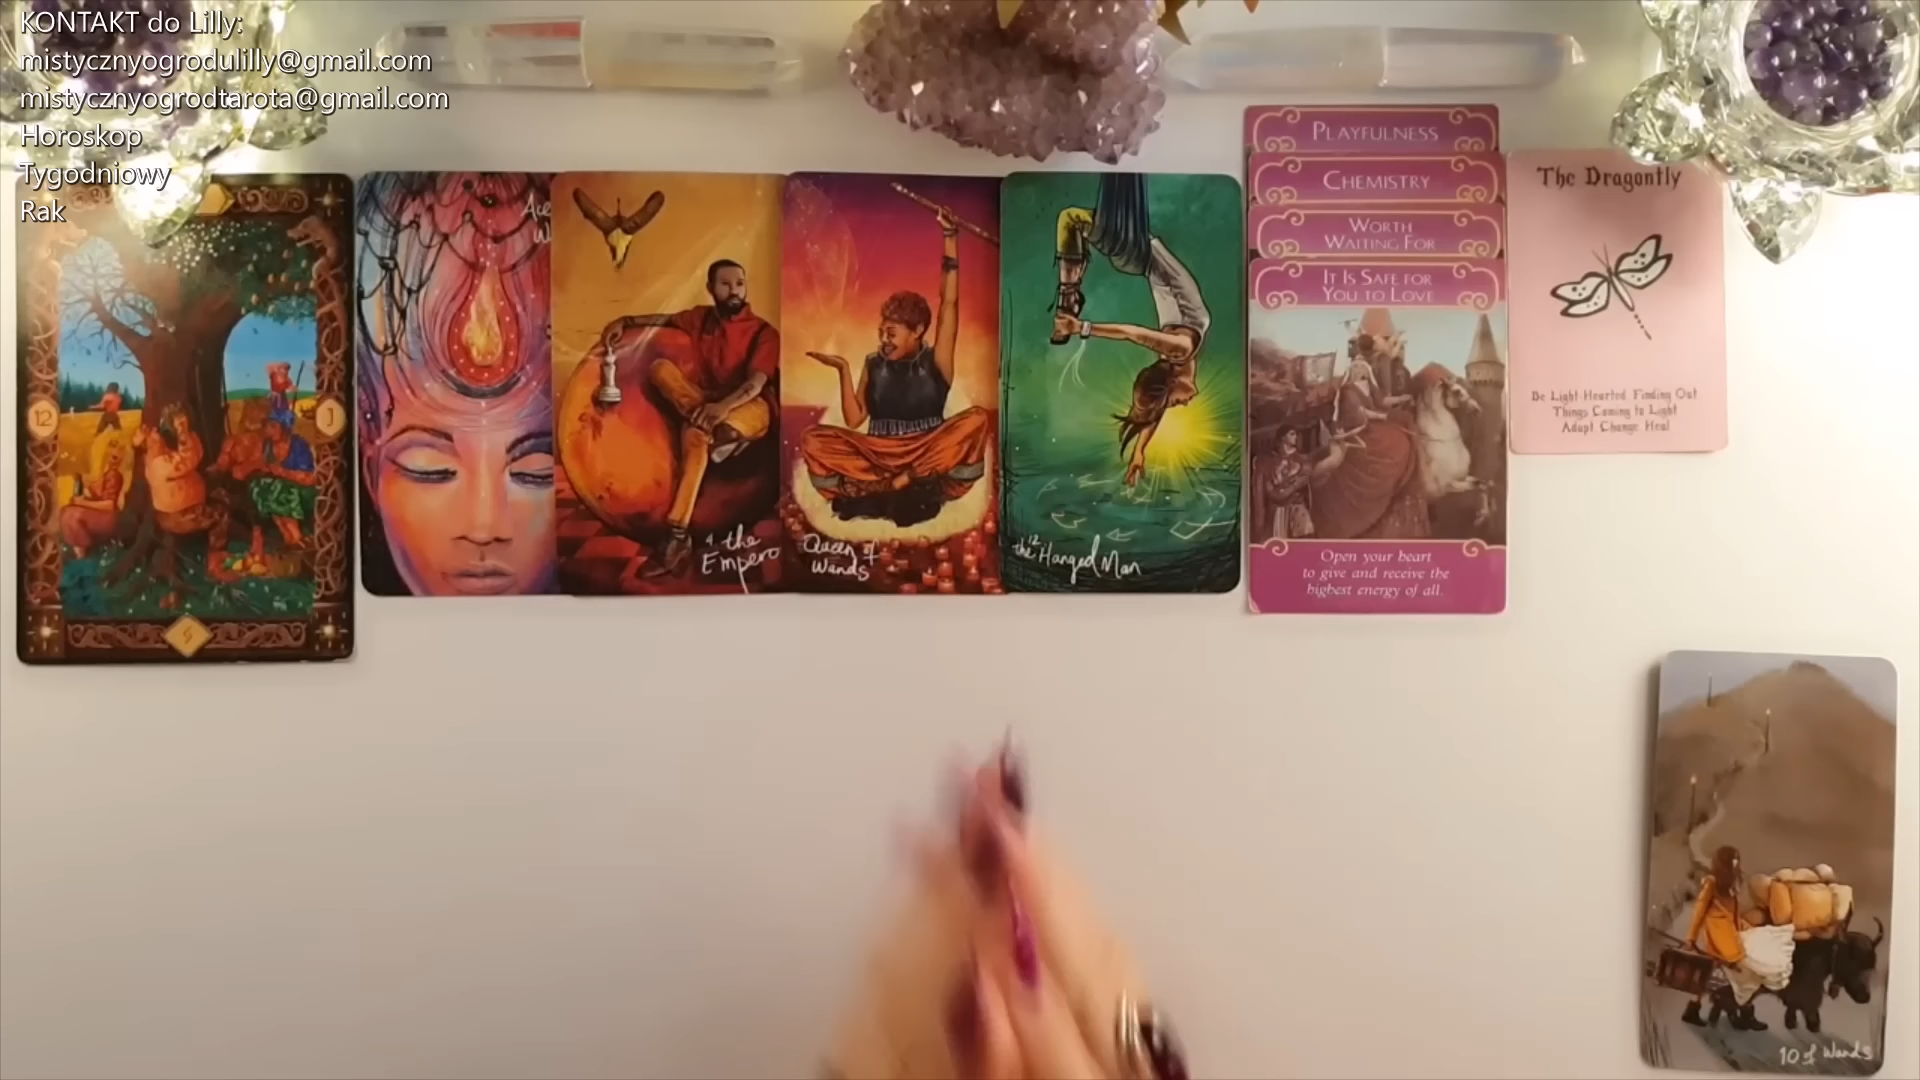 KONTAKT do Lilly:
mistycznyogrodulilly@gmail.com
mistycznyogrodtarota@gmail.com
Horoskop
Tygodniowy
Rak
12
J
5
Ace
4 the
Empero
Queen of
Wands
12
the Hanged Man
PLAYFULNESS
CHEMISTRY
WORTH
WAITING FOR
IT IS SAFE FOR
YOU TO LOVE
Open your heart
to give and receive the
highest energy of all.
The Dragonfly
Be Light Hearted Finding Out
Things Coming to Light
Adapt Change Heal
10 of Wands